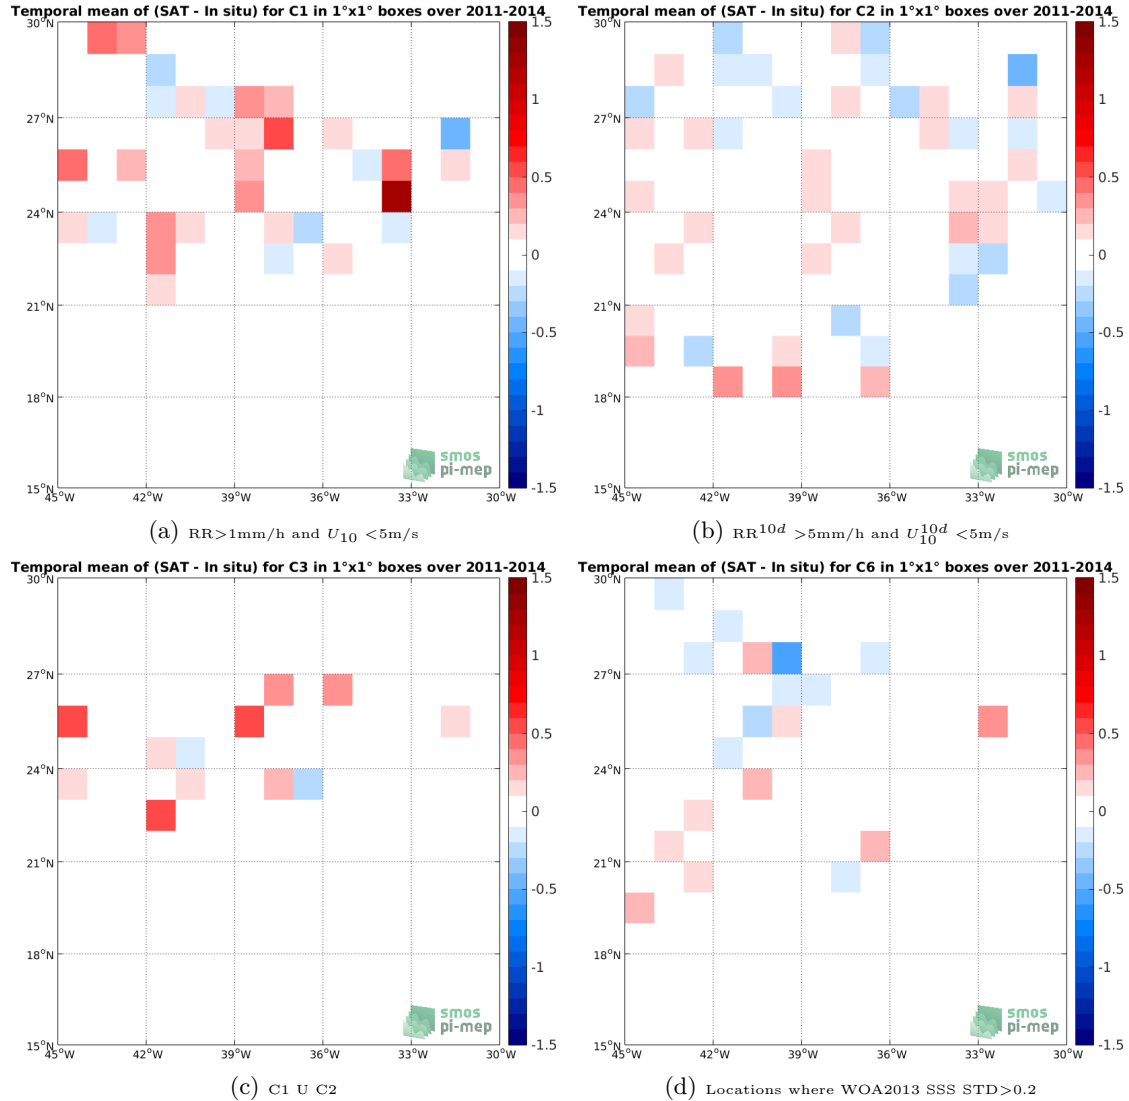 Temporal mean of (SAT - In situ) for C1 in 1°x1° boxes over 2011-2014
30°N
27°N
24°N
21°N
18°N
15°N
45°W 42°W 39°W 36°W 33°W 30°W
1.5
1
0.5
0
-0.5
-1
-1.5
smos
pi-mep
(a) RR>1mm/h and U10 <5m/s
Temporal mean of (SAT - In situ) for C2 in 1°x1° boxes over 2011-2014
30°N
27°N
24°N
21°N
18°N
15°N
45°W 42°W 39°W 36°W 33°W 30°W
1.5
1
0.5
0
-0.5
-1
-1.5
smos
pi-mep
(b) RR10d >5mm/h and U10d10 <5m/s
Temporal mean of (SAT - In situ) for C3 in 1°x1° boxes over 2011-2014
30°N
27°N
24°N
21°N
18°N
15°N
45°W 42°W 39°W 36°W 33°W 30°W
1.5
1
0.5
0
-0.5
-1
-1.5
smos
pi-mep
(c) C1 U C2
Temporal mean of (SAT - In situ) for C6 in 1°x1° boxes over 2011-2014
30°N
27°N
24°N
21°N
18°N
15°N
45°W 42°W 39°W 36°W 33°W 30°W
1.5
1
0.5
0
-0.5
-1
-1.5
smos
pi-mep
(d) Locations where WOA2013 SSS STD>0.2